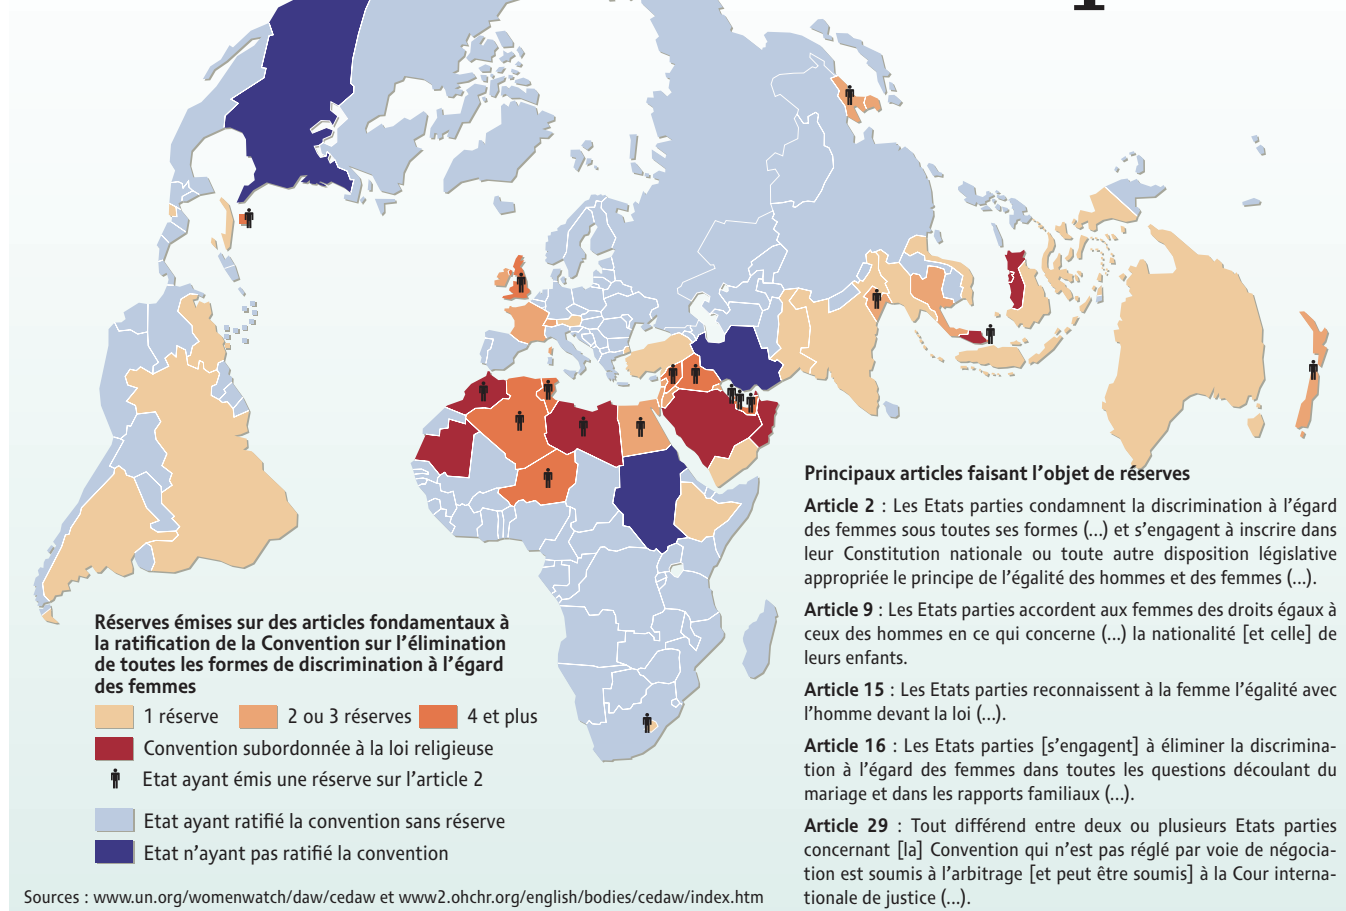 Principaux articles faisant l'objet de réserves
Article 2 : Les Etats parties condamnent la discrimination à l'égard
des femmes sous toutes ses formes (...) et s'engagent à inscrire dans
leur Constitution nationale ou toute autre disposition législative
appropriée le principe de l'égalité des hommes et des femmes (...).
Article 9 : Les Etats parties accordent aux femmes des droits égaux à
ceux des hommes en ce qui concerne (...) la nationalité [et celle] de
leurs enfants.
Article 15 : Les Etats parties reconnaissent à la femme l'égalité avec
l'homme devant la loi (...).
Article 16 : Les Etats parties [s'engagent] à éliminer la discrimina-
tion à l'égard des femmes dans toutes les questions découlant du
mariage et dans les rapports familiaux (...).
Article 29 : Tout différend entre deux ou plusieurs Etats parties
concernant [la] Convention qui n'est pas réglé par voie de négocia-
tion est soumis à l'arbitrage [et peut être soumis] à la Cour interna-
tionale de justice (...).
Réserves émises sur des articles fondamentaux à
la ratification de la Convention sur l'élimination
de toutes les formes de discrimination à l'égard
des femmes
1 réserve 2 ou 3 réserves 4 et plus
Convention subordonnée à la loi religieuse
Etat ayant émis une réserve sur l'article 2
Etat ayant ratifié la convention sans réserve
Etat n'ayant pas ratifié la convention
Sources : www.un.org/womenwatch/daw/cedaw et www2.ohchr.org/english/bodies/cedaw/index.htm